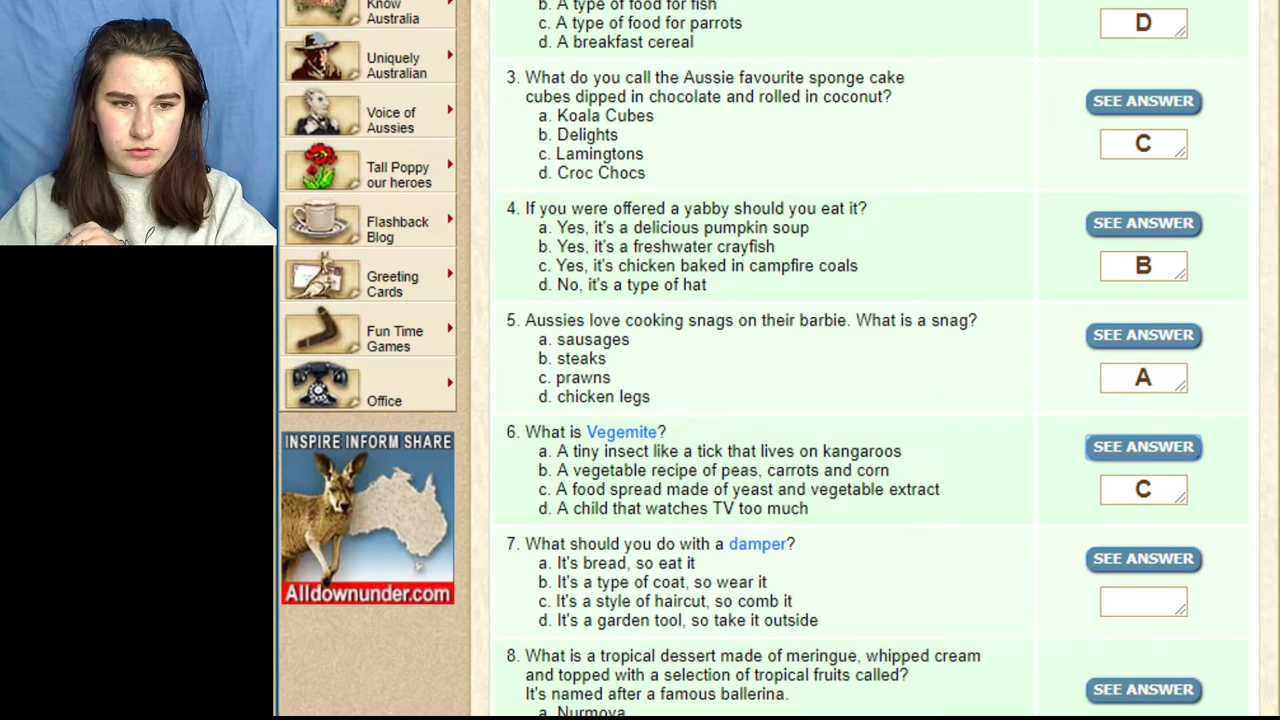 Know
Australia
Uniquely
Australian
Voice of
Aussies
Tall Poppy
our heroes
Flashback
Blog
Greeting
Cards
Fun Time
Games
Office
INSPIRE INFORM SHARE
Alldownunder.com
b. A type of food for fish
c. A type of food for parrots
d. A breakfast cereal
D
3. What do you call the Aussie favourite sponge cake
cubes dipped in chocolate and rolled in coconut?
a. Koala Cubes
b. Delights
c. Lamingtons
d. Croc Chocs
SEE ANSWER
C
4. If you were offered a yabby should you eat it?
a. Yes, it's a delicious pumpkin soup
b. Yes, it's a freshwater crayfish
c. Yes, it's chicken baked in campfire coals
d. No, it's a type of hat
SEE ANSWER
B
5. Aussies love cooking snags on their barbie. What is a snag?
a. sausages
b. steaks
c. prawns
d. chicken legs
SEE ANSWER
A
6. What is Vegemite?
a. A tiny insect like a tick that lives on kangaroos
b. A vegetable recipe of peas, carrots and corn
c. A food spread made of yeast and vegetable extract
d. A child that watches TV too much
SEE ANSWER
C
7. What should you do with a damper?
a. It's bread, so eat it
b. It's a type of coat, so wear it
c. It's a style of haircut, so comb it
d. It's a garden tool, so take it outside
SEE ANSWER
8. What is a tropical dessert made of meringue, whipped cream
and topped with a selection of tropical fruits called?
It's named after a famous ballerina.
a. Nurmova
SEE ANSWER